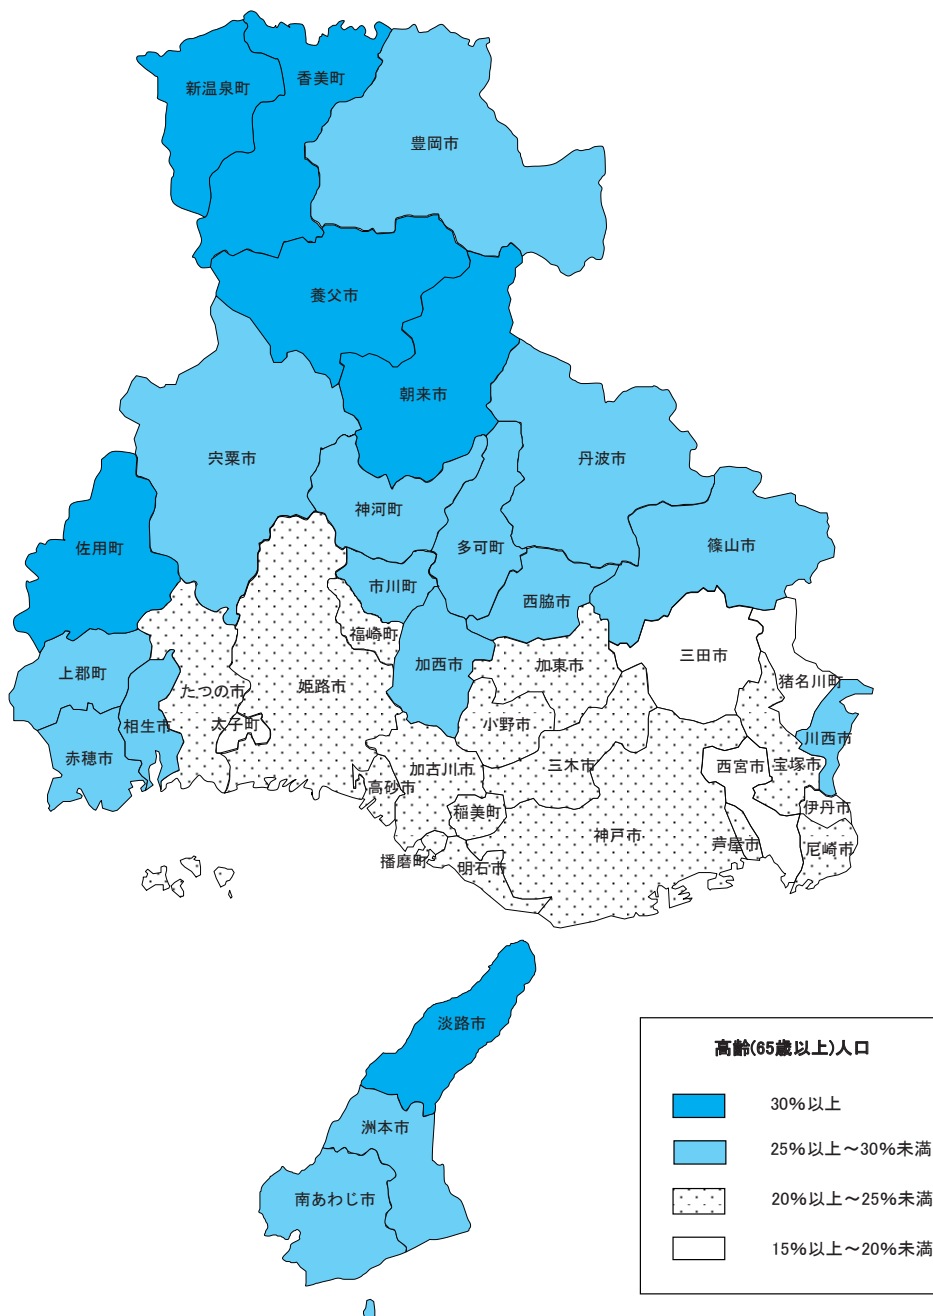 新温泉町
香美町
豊岡市
養父市
朝来市
宍粟市
丹波市
神河町
多可町
篠山市
佐用町
市川町
西脇市
福崎町
加西市
加東市
三田市
上郡町
たつの市
姫路市
猪名川町
相生市
太子町
小野市
川西市
赤穂市
加古川市
三木市
西宮市
宝塚市
高砂市
稲美町
伊丹市
神戸市
芦屋市
尼崎市
播磨町
明石市
淡路市
洲本市
南あわじ市
高齢(65歳以上)人口
30%以上
25%以上～30%未満
20%以上～25%未満
15%以上～20%未満